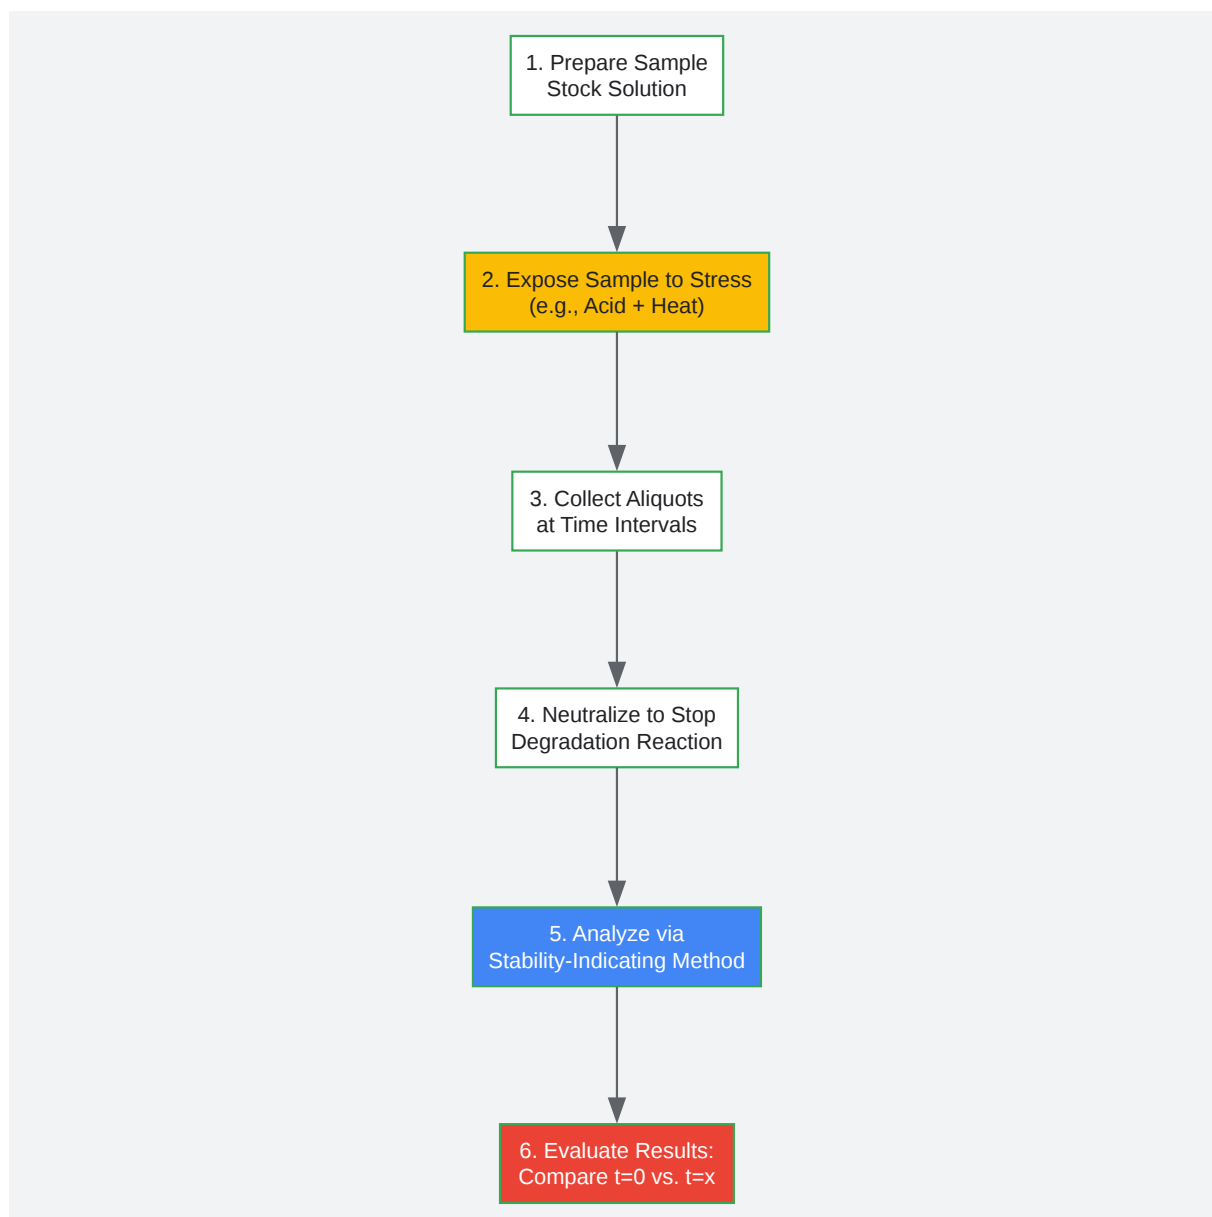 1. Prepare Sample
Stock Solution
2. Expose Sample to Stress
(e.g., Acid + Heat)
3. Collect Aliquots
at Time Intervals
4. Neutralize to Stop
Degradation Reaction
5. Analyze via
Stability-Indicating Method
6. Evaluate Results:
Compare t=0 vs. t=x